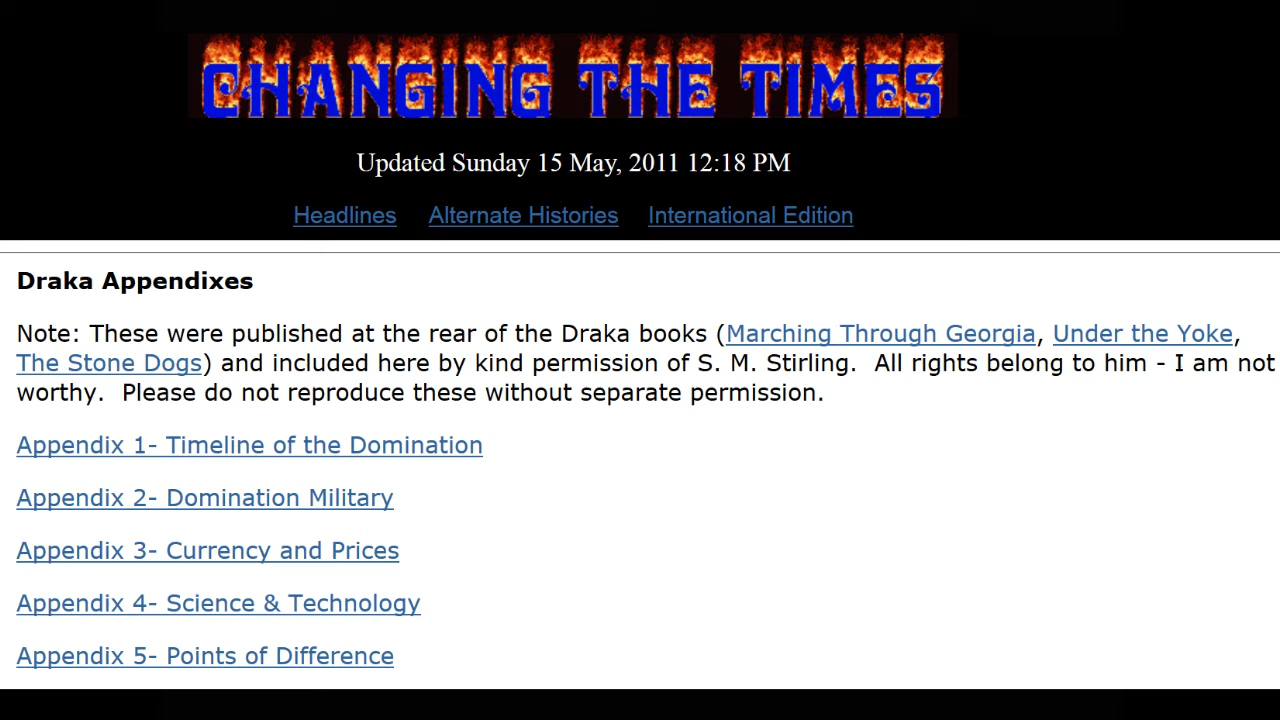 CHANGING THE TIMES
Updated Sunday 15 May, 2011 12:18 PM
Headlines Alternate Histories International Edition
Draka Appendixes
Note: These were published at the rear of the Draka books (Marching Through Georgia, Under the Yoke,
The Stone Dogs) and included here by kind permission of S. M. Stirling.  All rights belong to him - I am not
worthy.  Please do not reproduce these without separate permission.
Appendix 1- Timeline of the Domination
Appendix 2- Domination Military
Appendix 3- Currency and Prices
Appendix 4- Science & Technology
Appendix 5- Points of Difference